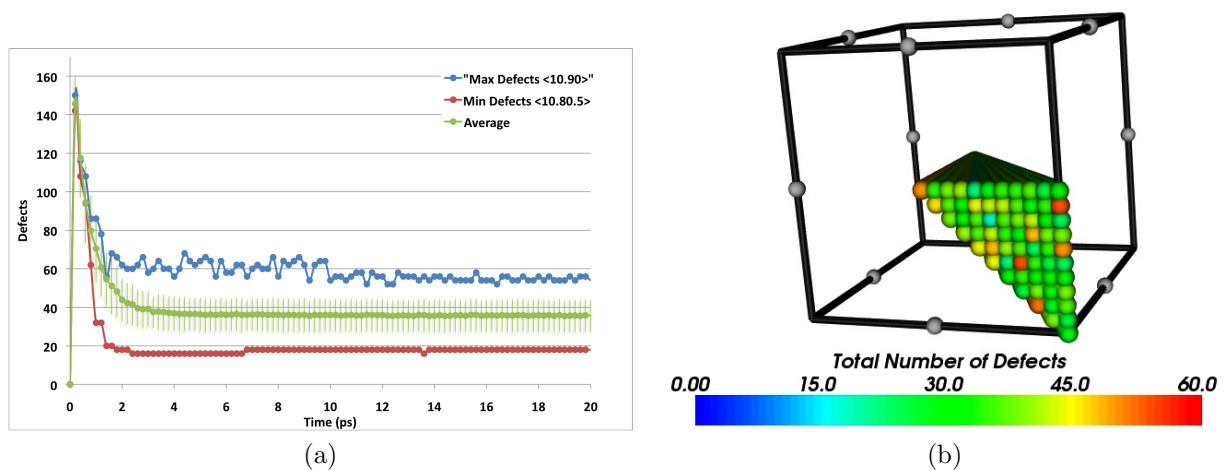 160
140
120
100
80
60
40
20
0
Defects
"Max Defects <10.90>"
Min Defects <10.80.5>
Average
0 2 4 6 8 10 12 14 16 18 20
Time (ps)
(a)
Total Number of Defects
0.00 15.0 30.0 45.0 60.0
(b)